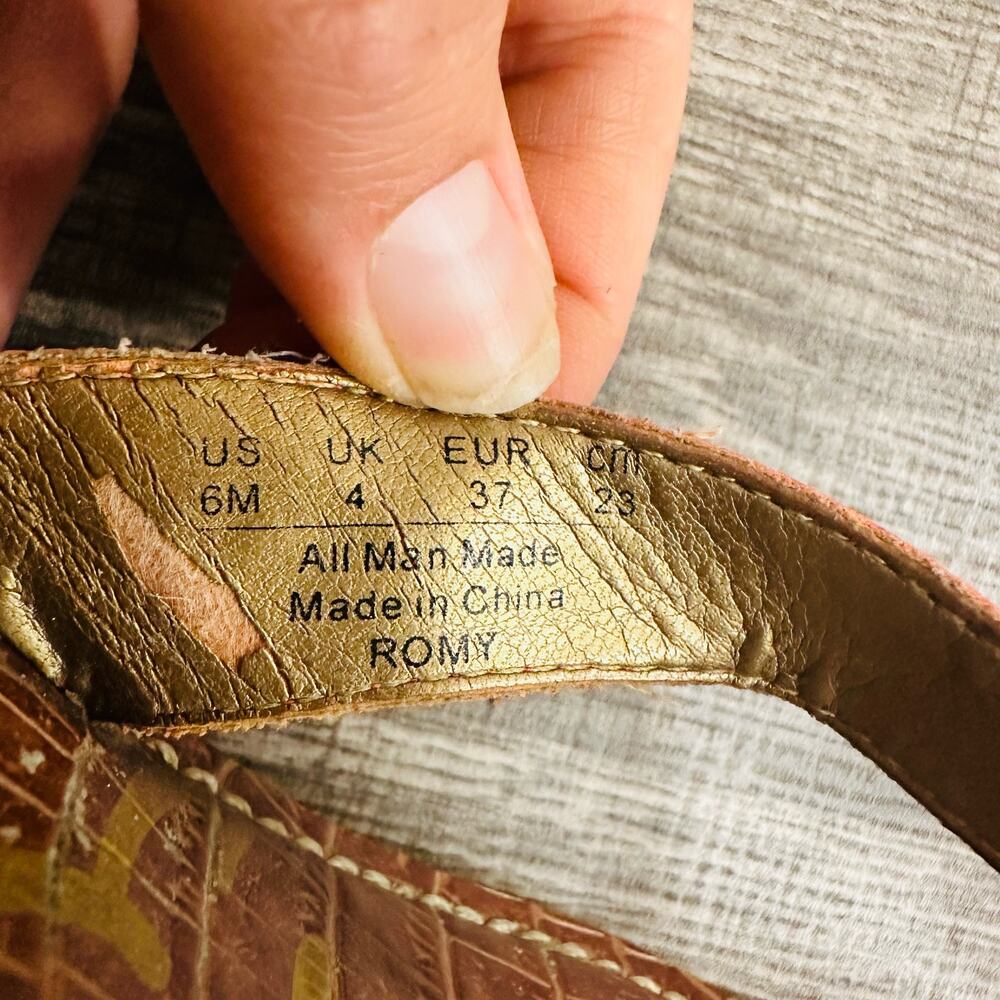 US UK EUR cm
6M 4 37 23
All Man Made
Made in China
ROMY